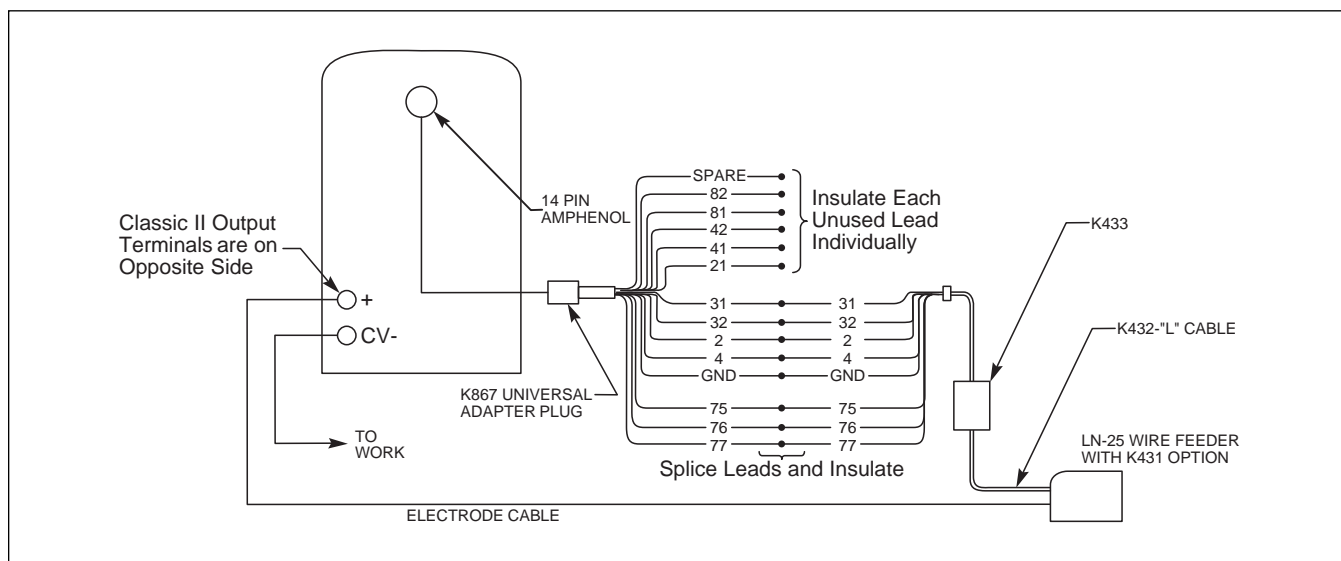 14 PIN
AMPHENOL
Classic II Output
Terminals are on
Opposite Side
+
CV-
TO
WORK
K867 UNIVERSAL
ADAPTER PLUG
SPARE
82
81
42
41
21
Insulate Each
Unused Lead
Individually
31 31
32 32
2 2
4 4
GND GND
75 75
76 76
77 77
Splice Leads and Insulate
K433
K432-"L" CABLE
LN-25 WIRE FEEDER
WITH K431 OPTION
ELECTRODE CABLE